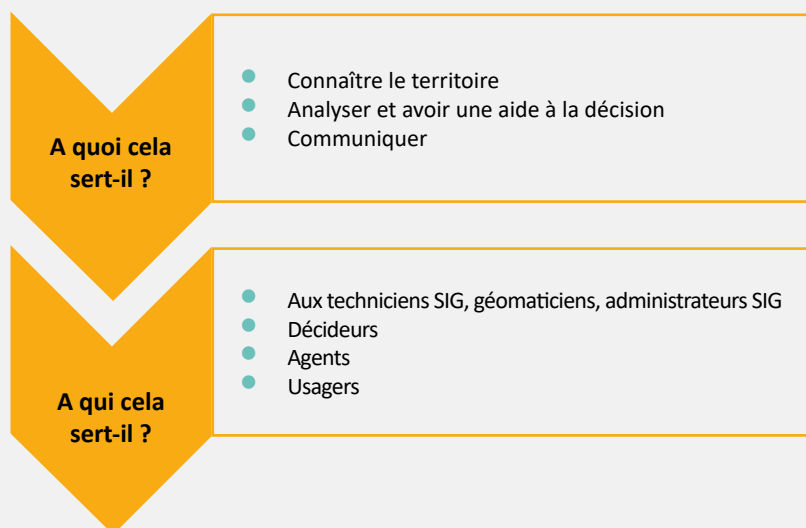 A quoi cela
sert-il ?
Connaître le territoire
Analyser et avoir une aide à la décision
Communiquer
A qui cela
sert-il ?
Aux techniciens SIG, géomaticiens, administrateurs SIG
Décideurs
Agents
Usagers